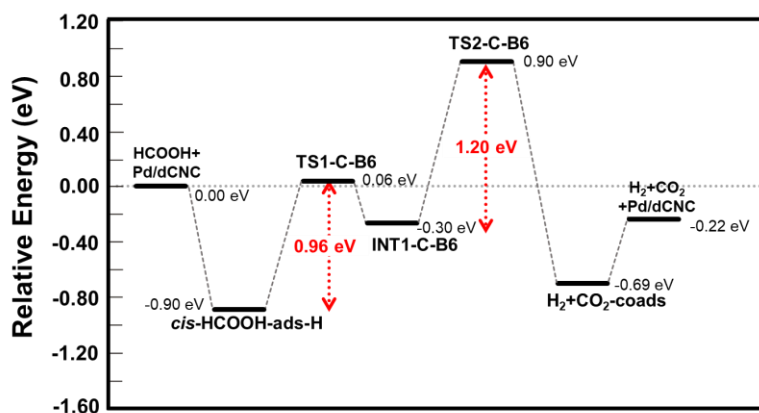 Relative Energy (eV)
1.20
0.80
0.40
0.00
-0.40
-0.80
-1.20
-1.60
HCOOH+
Pd/dCNC
0.00 eV
-0.90 eV
cis-HCOOH-ads-H
TS1-C-B6
0.06 eV
0.96 eV
-0.30 eV
INT1-C-B6
TS2-C-B6
0.90 eV
1.20 eV
-0.69 eV
H₂+CO₂-coads
H₂+CO₂
+Pd/dCNC
-0.22 eV